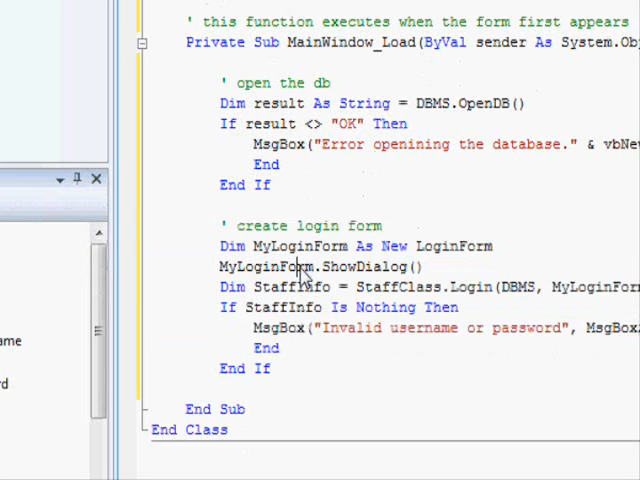 ' this function executes when the form first appears
Private Sub MainWindow_Load(ByVal sender As System.Obj
' open the db
Dim result As String = DBMS.OpenDB()
If result <> "OK" Then
MsgBox("Error openining the database." & vbNew
End
End If
' create login form
Dim MyLoginForm As New LoginForm
MyLoginForm.ShowDialog()
Dim StaffInfo = StaffClass.Login(DBMS, MyLoginForm
ame
If StaffInfo Is Nothing Then
MsgBox("Invalid username or password", MsgBox
End
End If
rd
End Sub
End Class